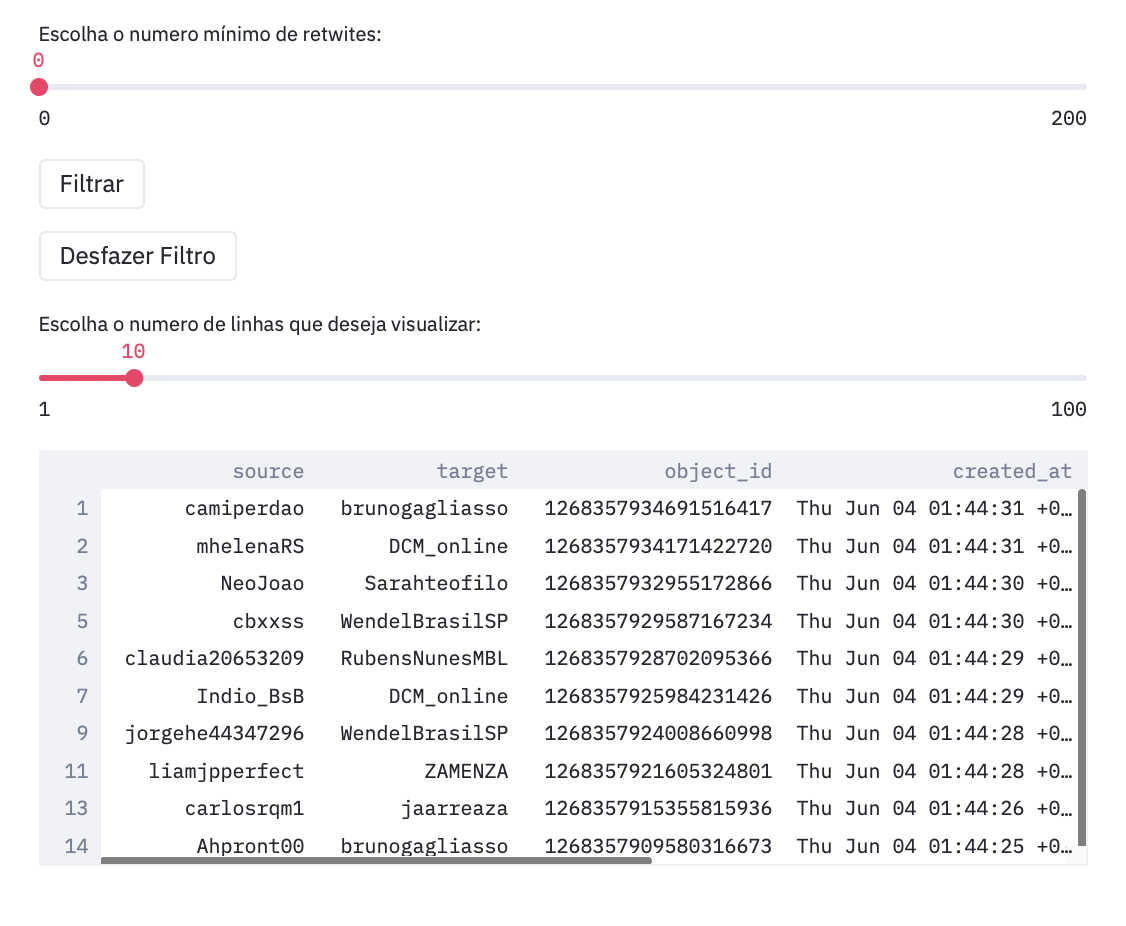 Escolha o numero mínimo de retwites:
0
0 200
Filtrar
Desfazer Filtro
Escolha o numero de linhas que deseja visualizar:
10
1 100
source target object_id created_at
1 camiperdao brunogagliasso 1268357934691516417 Thu Jun 04 01:44:31 +0…
2 mhelenaRS DCM_online 1268357934171422720 Thu Jun 04 01:44:31 +0…
3 NeoJoao Sarahteofilo 1268357932955172866 Thu Jun 04 01:44:30 +0…
5 cbxxss WendelBrasilSP 1268357929587167234 Thu Jun 04 01:44:30 +0…
6 claudia20653209 RubensNunesMBL 1268357928702095366 Thu Jun 04 01:44:29 +0…
7 Indio_BsB DCM_online 1268357925984231426 Thu Jun 04 01:44:29 +0…
9 jorgehe44347296 WendelBrasilSP 1268357924008660998 Thu Jun 04 01:44:28 +0…
11 liamjpperfect ZAMENZA 1268357921605324801 Thu Jun 04 01:44:28 +0…
13 carlosrqm1 jaarreaza 1268357915355815936 Thu Jun 04 01:44:26 +0…
14 Ahpront00 brunogagliasso 1268357909580316673 Thu Jun 04 01:44:25 +0…